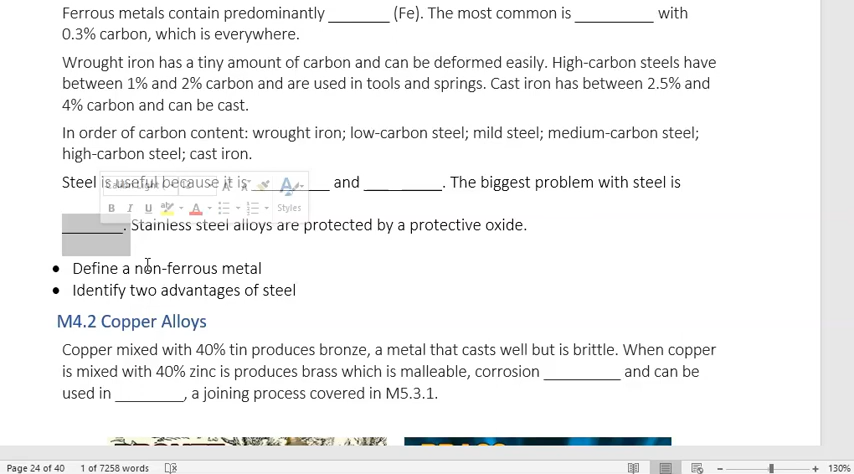 Ferrous metals contain predominantly _______ (Fe). The most common is _________ with
0.3% carbon, which is everywhere.
Wrought iron has a tiny amount of carbon and can be deformed easily. High-carbon steels have
between 1% and 2% carbon and are used in tools and springs. Cast iron has between 2.5% and
4% carbon and can be cast.
In order of carbon content: wrought iron; low-carbon steel; mild steel; medium-carbon steel;
high-carbon steel; cast iron.
Steel is useful because it is _________ and _________. The biggest problem with steel is
B I U ab A Styles
_______. Stainless steel alloys are protected by a protective oxide.
• Define a non-ferrous metal
• Identify two advantages of steel
M4.2 Copper Alloys
Copper mixed with 40% tin produces bronze, a metal that casts well but is brittle. When copper
is mixed with 40% zinc is produces brass which is malleable, corrosion _________ and can be
used in ________, a joining process covered in M5.3.1.
Page 24 of 40 1 of 7258 words 130%